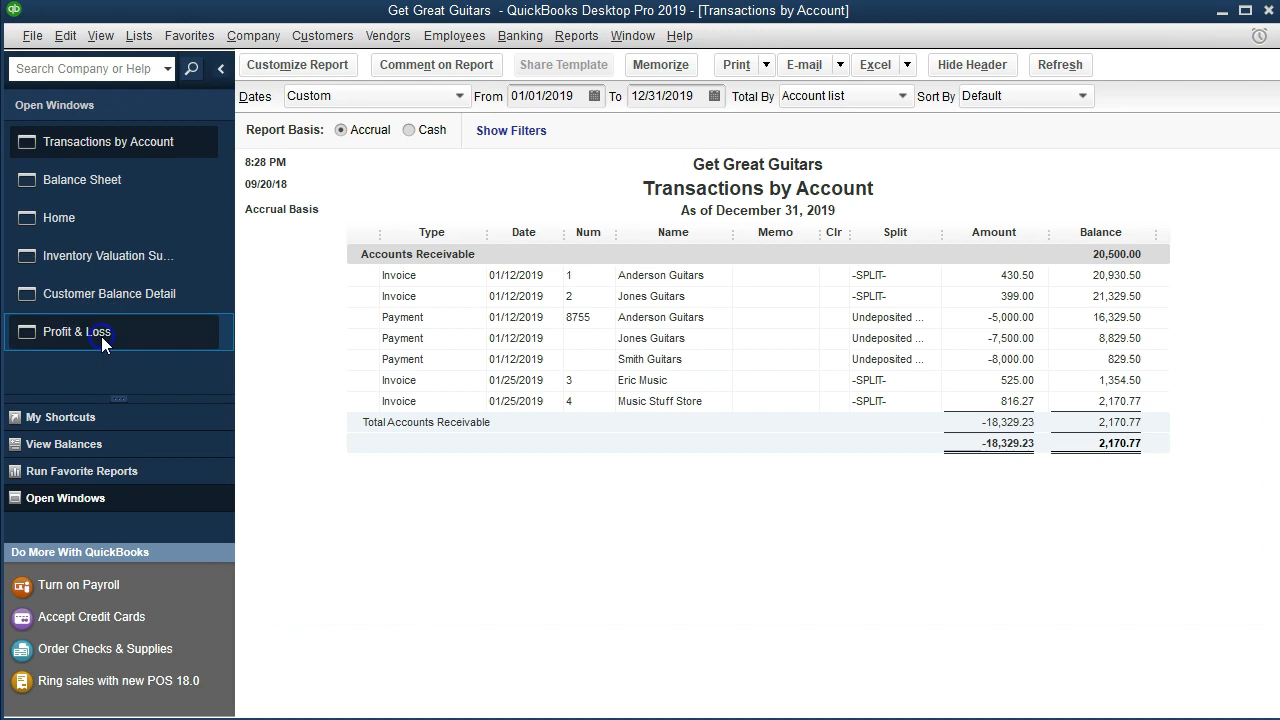 Get Great Guitars - QuickBooks Desktop Pro 2019 - [Transactions by Account]
File Edit View Lists Favorites Company Customers Vendors Employees Banking Reports Window Help
Search Company or Help
Customize Report Comment on Report Share Template Memorize Print E-mail Excel Hide Header Refresh
Dates Custom From 01/01/2019 To 12/31/2019 Total By Account list Sort By Default
Report Basis: Accrual Cash Show Filters
Open Windows
Transactions by Account
Balance Sheet
Home
Inventory Valuation Su...
Customer Balance Detail
Profit & Loss
My Shortcuts
View Balances
Run Favorite Reports
Open Windows
Do More With QuickBooks
Turn on Payroll
Accept Credit Cards
Order Checks & Supplies
Ring sales with new POS 18.0
8:28 PM
09/20/18
Accrual Basis
Get Great Guitars
Transactions by Account
As of December 31, 2019
Type Date Num Name Memo Clr Split Amount Balance
Accounts Receivable 20,500.00
Invoice 01/12/2019 1 Anderson Guitars -SPLIT- 430.50 20,930.50
Invoice 01/12/2019 2 Jones Guitars -SPLIT- 399.00 21,329.50
Payment 01/12/2019 8755 Anderson Guitars Undeposited ... -5,000.00 16,329.50
Payment 01/12/2019 Jones Guitars Undeposited ... -7,500.00 8,829.50
Payment 01/12/2019 Smith Guitars Undeposited ... -8,000.00 829.50
Invoice 01/25/2019 3 Eric Music -SPLIT- 525.00 1,354.50
Invoice 01/25/2019 4 Music Stuff Store -SPLIT- 816.27 2,170.77
Total Accounts Receivable -18,329.23 2,170.77
-18,329.23 2,170.77